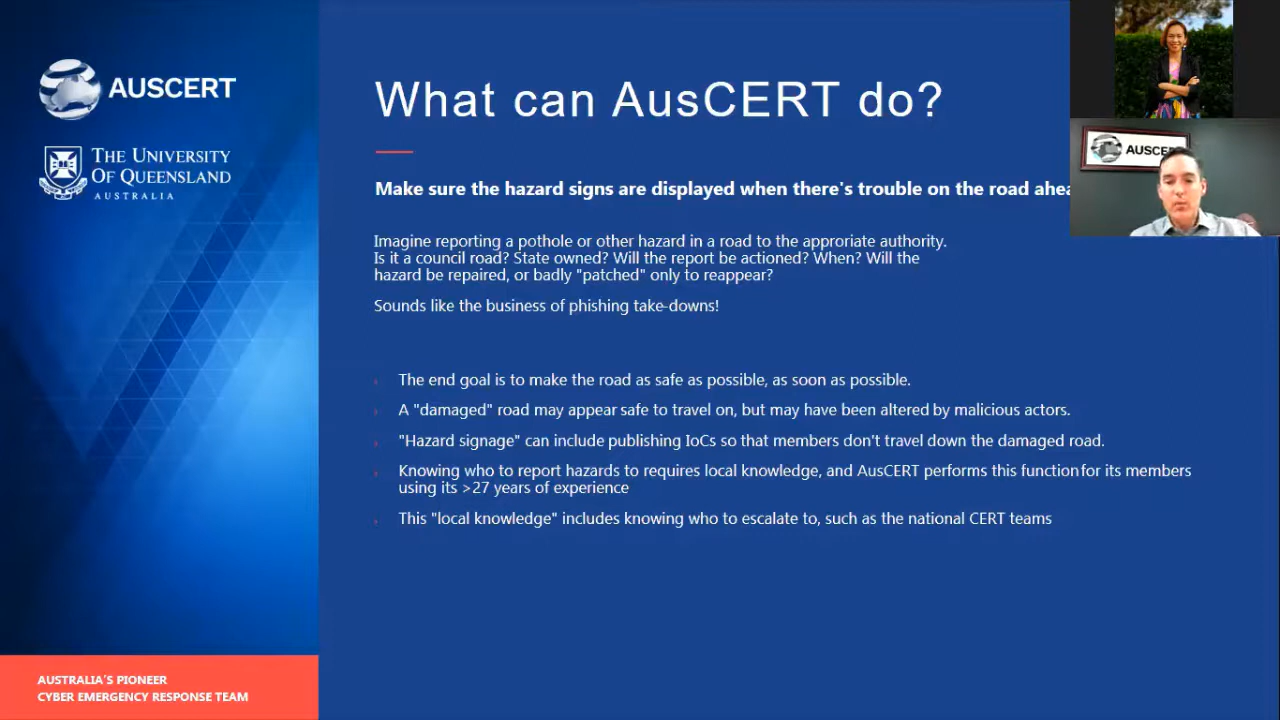 AUSCERT
THE UNIVERSITY
OF QUEENSLAND
AUSTRALIA
What can AusCERT do?
Make sure the hazard signs are displayed when there's trouble on the road
Imagine reporting a pothole or other hazard in a road to the approriate authority.
Is it a council road? State owned? Will the report be actioned? When? Will the
hazard be repaired, or badly "patched" only to reappear?
Sounds like the business of phishing take-downs!
The end goal is to make the road as safe as possible, as soon as possible.
A "damaged" road may appear safe to travel on, but may have been altered by malicious actors.
"Hazard signage" can include publishing IoCs so that members don't travel down the damaged road.
Knowing who to report hazards to requires local knowledge, and AusCERT performs this function for its members
using its >27 years of experience
This "local knowledge" includes knowing who to escalate to, such as the national CERT teams
AUSTRALIA'S PIONEER
CYBER EMERGENCY RESPONSE TEAM